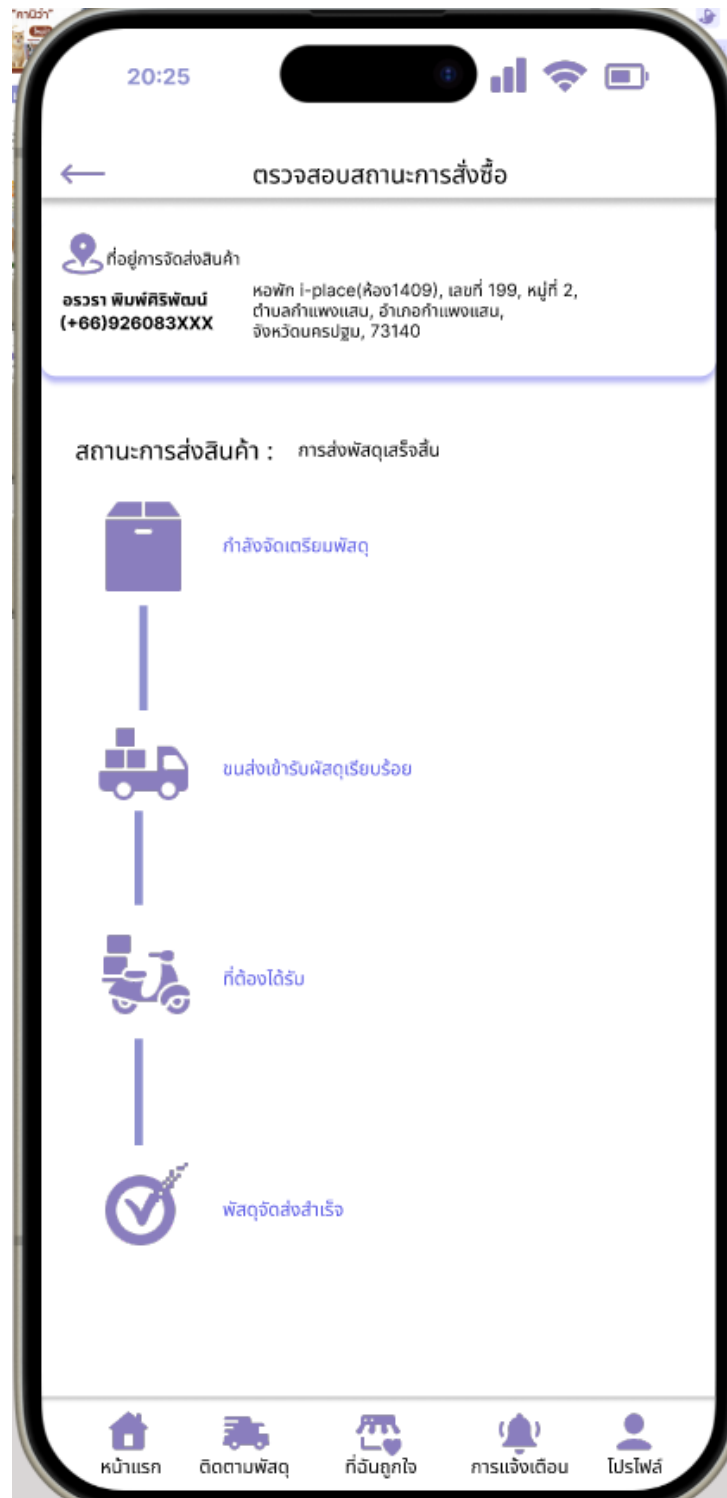 "คานิว่า"
20:25
ตรวจสอบสถานะการสั่งซื้อ
ที่อยู่การจัดส่งสินค้า
อรวรา พิมพ์ศิริพัฒน์
(+66)926083XXX
หอพัก i-place(ห้อง1409), เลขที่ 199, หมู่ที่ 2,
ตำบลกำแพงแสน, อำเภอกำแพงแสน,
จังหวัดนครปฐม, 73140
สถานะการส่งสินค้า : การส่งพัสดุเสร็จสิ้น
กำลังจัดเตรียมพัสดุ
ขนส่งเข้ารับผัสดุเรียบร้อย
ที่ต้องได้รับ
พัสดุจัดส่งสำเร็จ
หน้าแรก ติดตามพัสดุ ที่ฉันถูกใจ การแจ้งเตือน โปรไฟล์